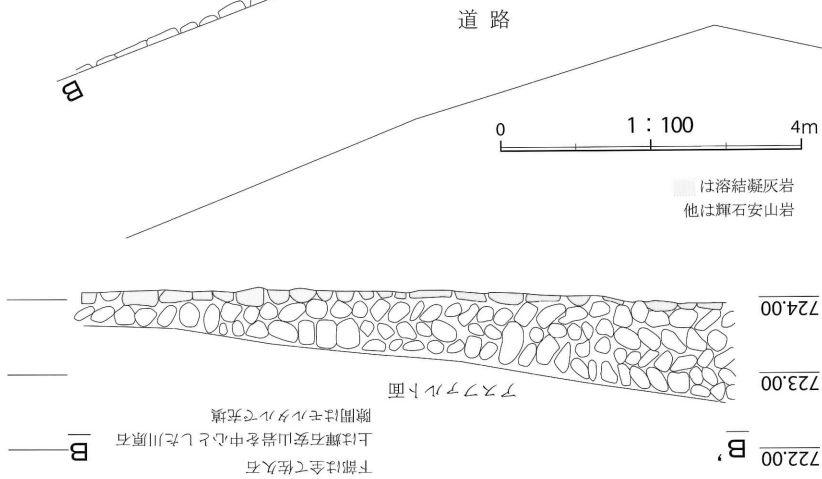 道路
B
0 1：100 4m
は溶結凝灰岩
他は輝石安山岩
724.00
723.00
722.00
アスファルト面
下部は全て佐久石
上は輝石安山岩を中心とした川原石
隙間はモルタルで充填
B
B'